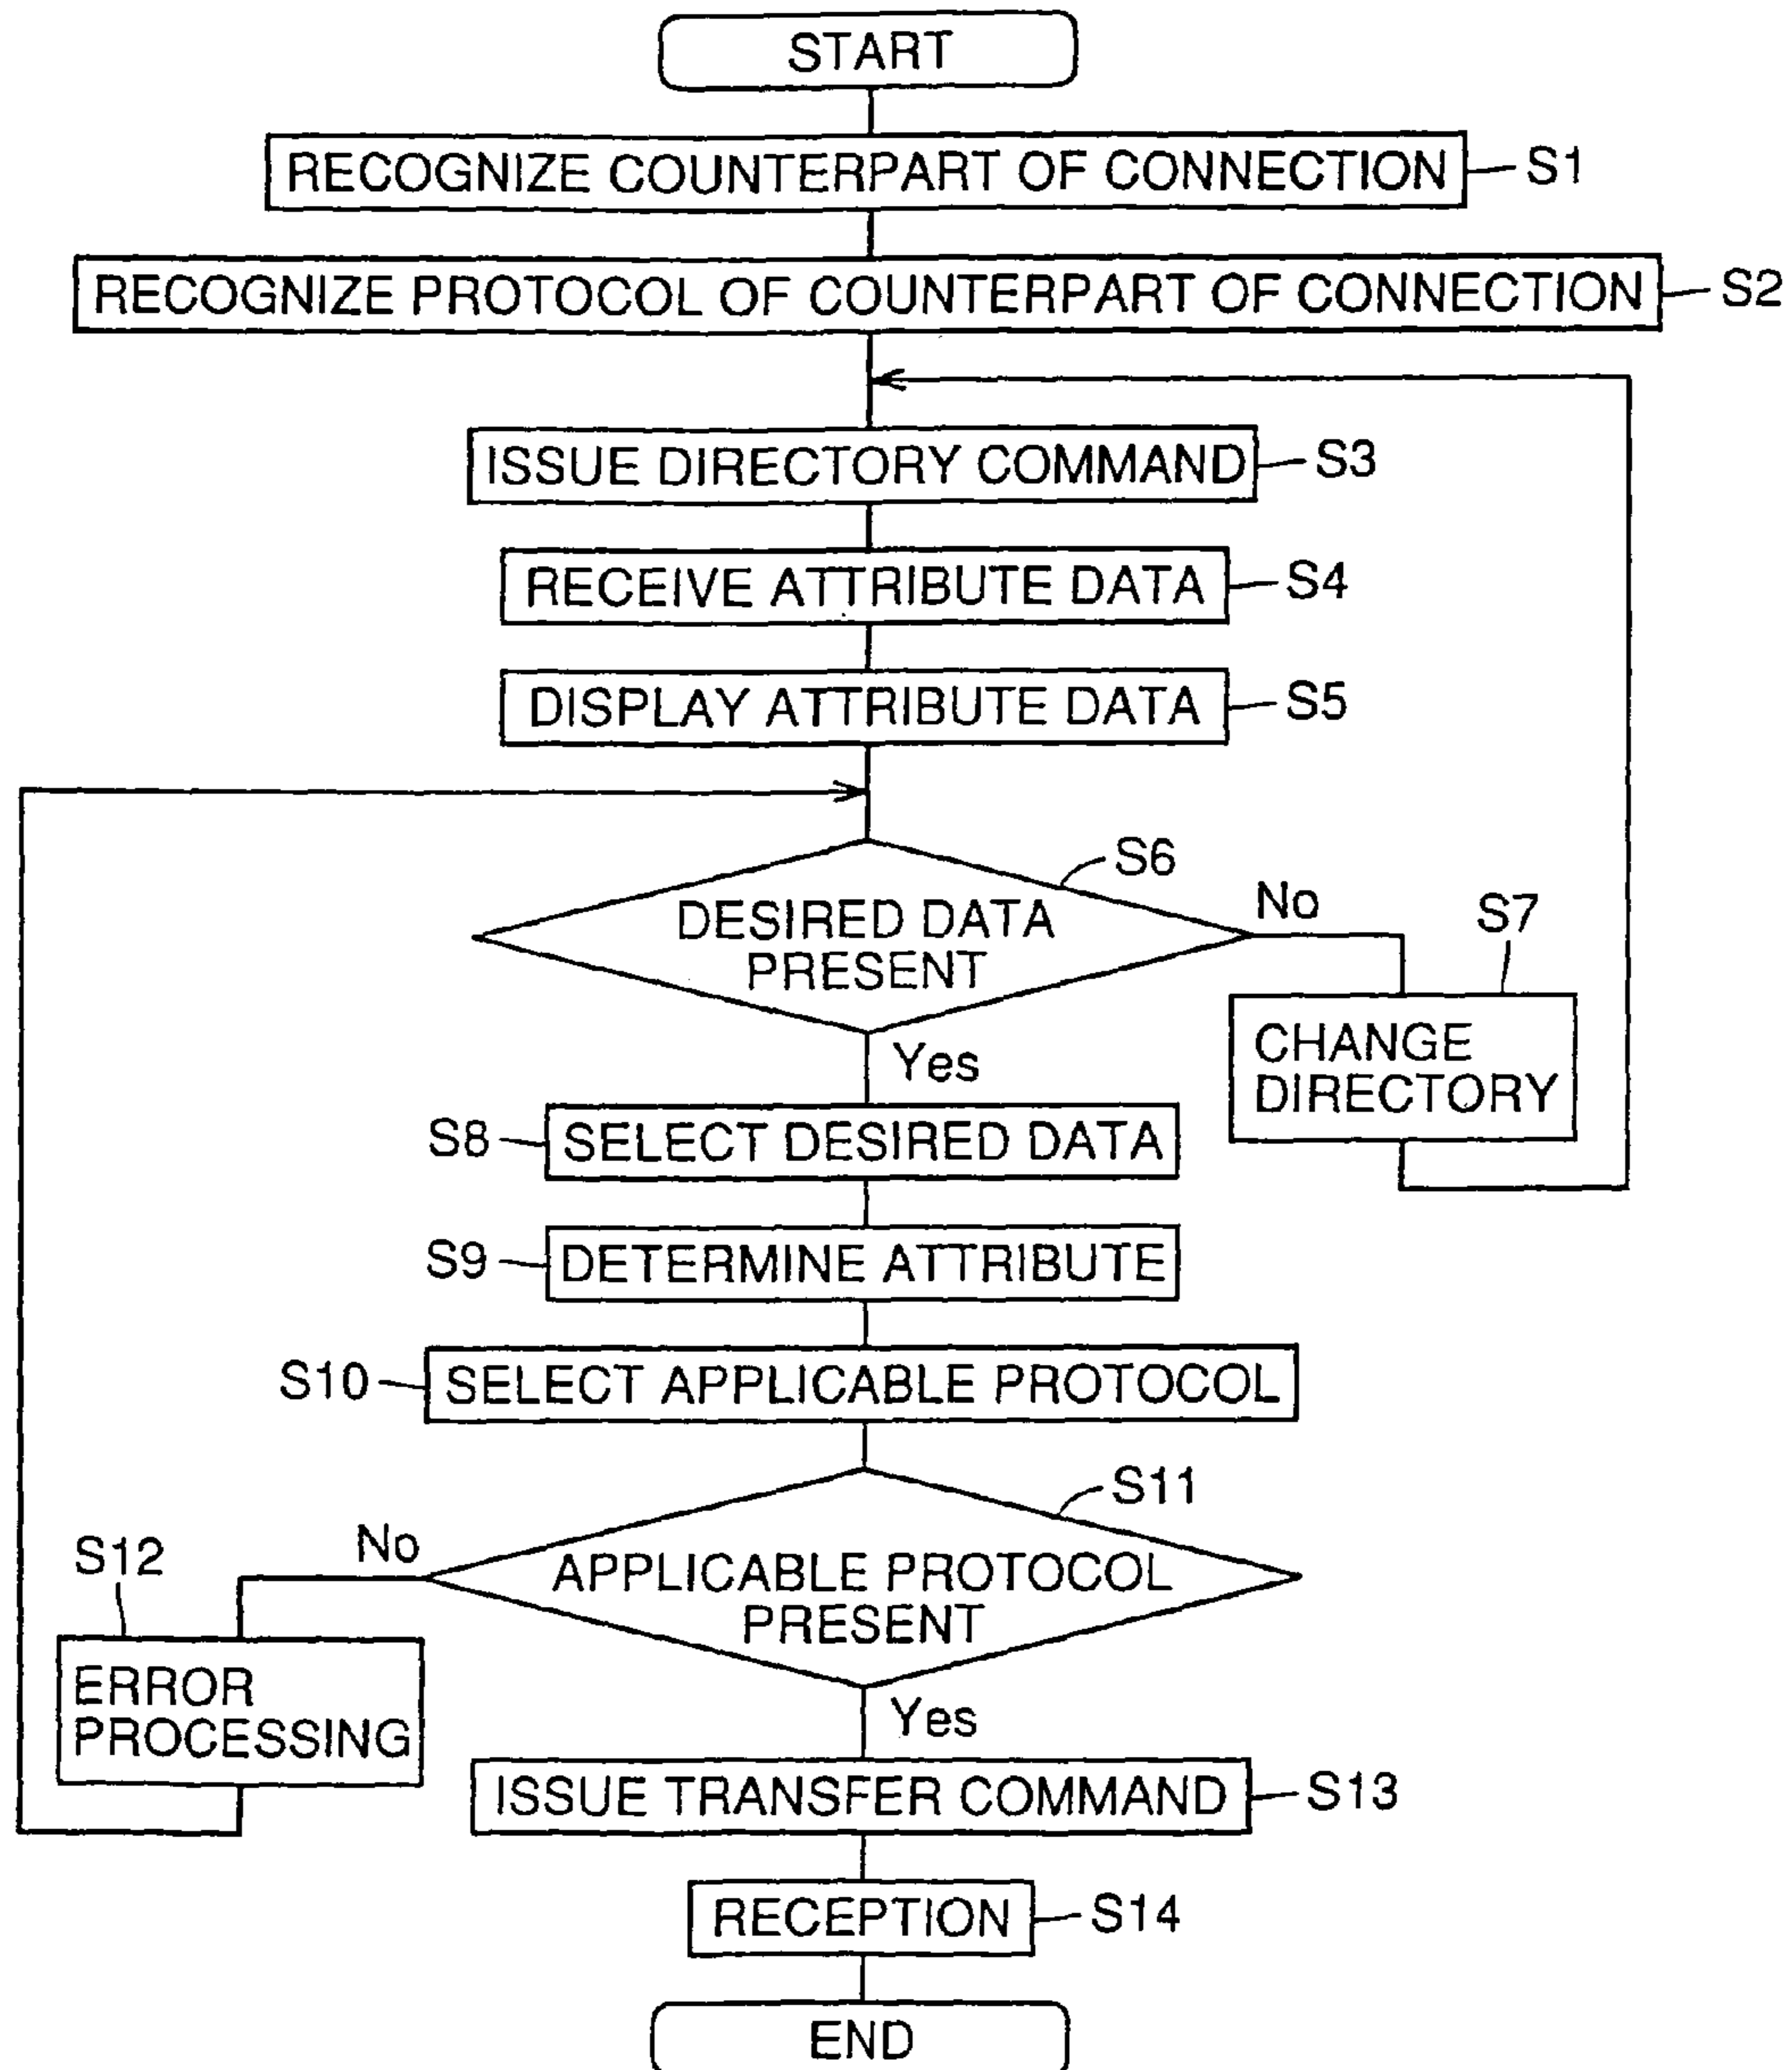 START
RECOGNIZE COUNTERPART OF CONNECTION S1
RECOGNIZE PROTOCOL OF COUNTERPART OF CONNECTION S2
ISSUE DIRECTORY COMMAND S3
RECEIVE ATTRIBUTE DATA S4
DISPLAY ATTRIBUTE DATA S5
S6
DESIRED DATA
PRESENT
No
S7
CHANGE
DIRECTORY
Yes
S8 SELECT DESIRED DATA
S9 DETERMINE ATTRIBUTE
S10 SELECT APPLICABLE PROTOCOL
S11
APPLICABLE PROTOCOL
PRESENT
No
S12
ERROR
PROCESSING
Yes
ISSUE TRANSFER COMMAND S13
RECEPTION S14
END